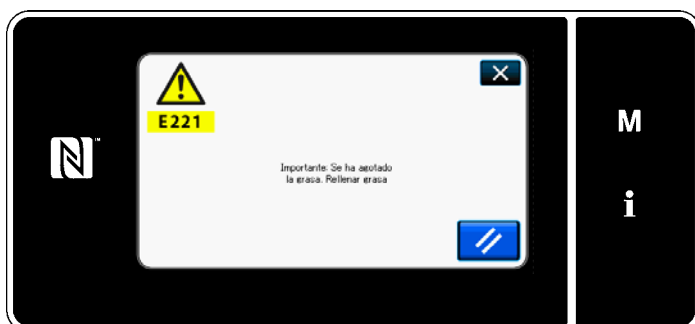 E221
Importante: Se ha agotado
la grasa. Rellenar grasa
M
i